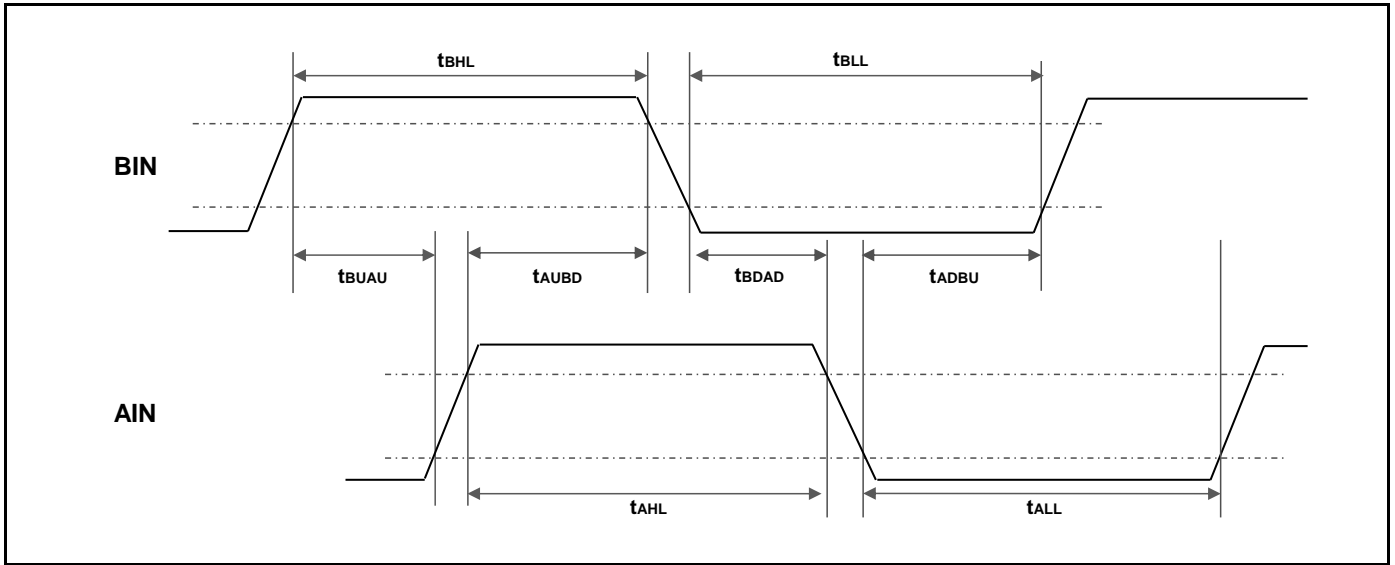 tBHL
tBLL
BIN
tBUAU
tAUBD
tBDAD
tADBU
AIN
tAHL
tALL